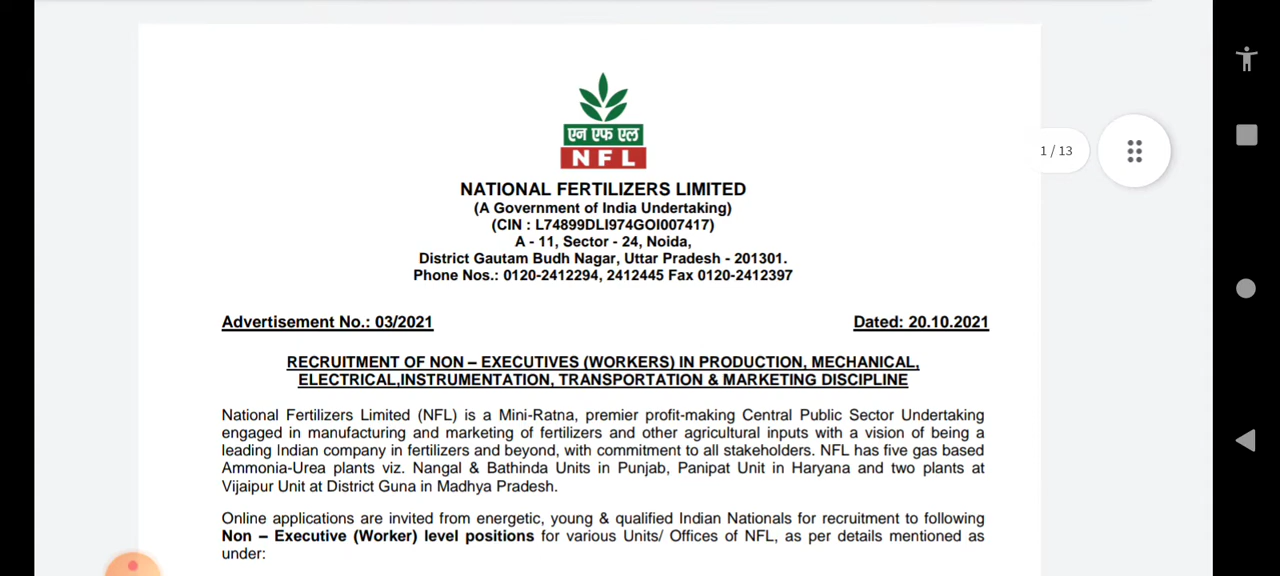 एन एफ एल
NFL
NATIONAL FERTILIZERS LIMITED
(A Government of India Undertaking)
(CIN : L74899DLI974GOI007417)
A - 11, Sector - 24, Noida,
District Gautam Budh Nagar, Uttar Pradesh - 201301.
Phone Nos.: 0120-2412294, 2412445 Fax 0120-2412397
1 / 13
Advertisement No.: 03/2021 Dated: 20.10.2021
RECRUITMENT OF NON – EXECUTIVES (WORKERS) IN PRODUCTION, MECHANICAL,
ELECTRICAL,INSTRUMENTATION, TRANSPORTATION & MARKETING DISCIPLINE
National Fertilizers Limited (NFL) is a Mini-Ratna, premier profit-making Central Public Sector Undertaking
engaged in manufacturing and marketing of fertilizers and other agricultural inputs with a vision of being a
leading Indian company in fertilizers and beyond, with commitment to all stakeholders. NFL has five gas based
Ammonia-Urea plants viz. Nangal & Bathinda Units in Punjab, Panipat Unit in Haryana and two plants at
Vijaipur Unit at District Guna in Madhya Pradesh.
Online applications are invited from energetic, young & qualified Indian Nationals for recruitment to following
Non – Executive (Worker) level positions for various Units/ Offices of NFL, as per details mentioned as
under: